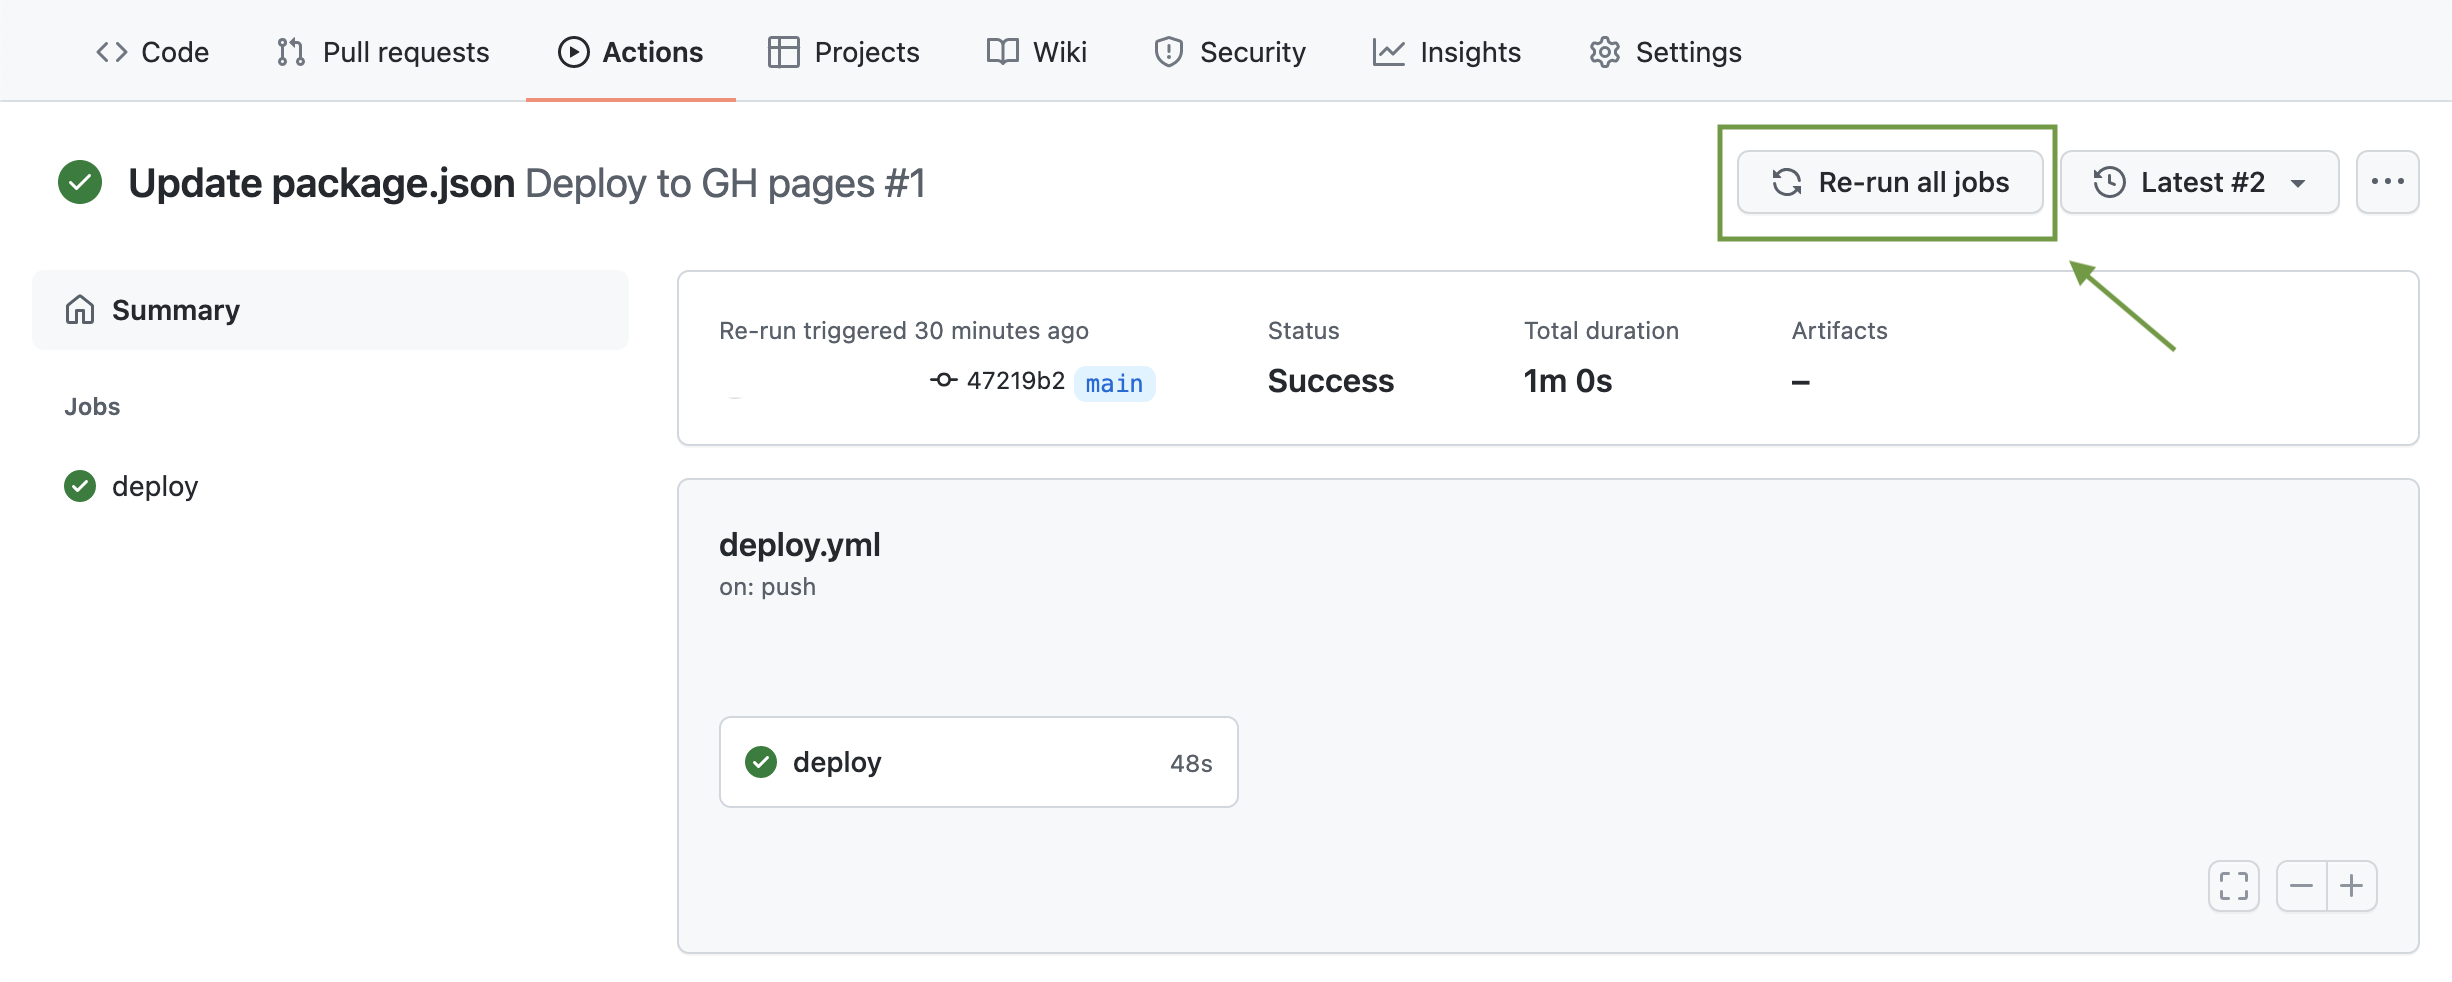 Code Pull requests Actions Projects Wiki Security Insights Settings
Update package.json Deploy to GH pages #1
Re-run all jobs
Latest #2
Summary
Jobs
deploy
Re-run triggered 30 minutes ago
47219b2 main
Status
Success
Total duration
1m 0s
Artifacts
–
deploy.yml
on: push
deploy 48s